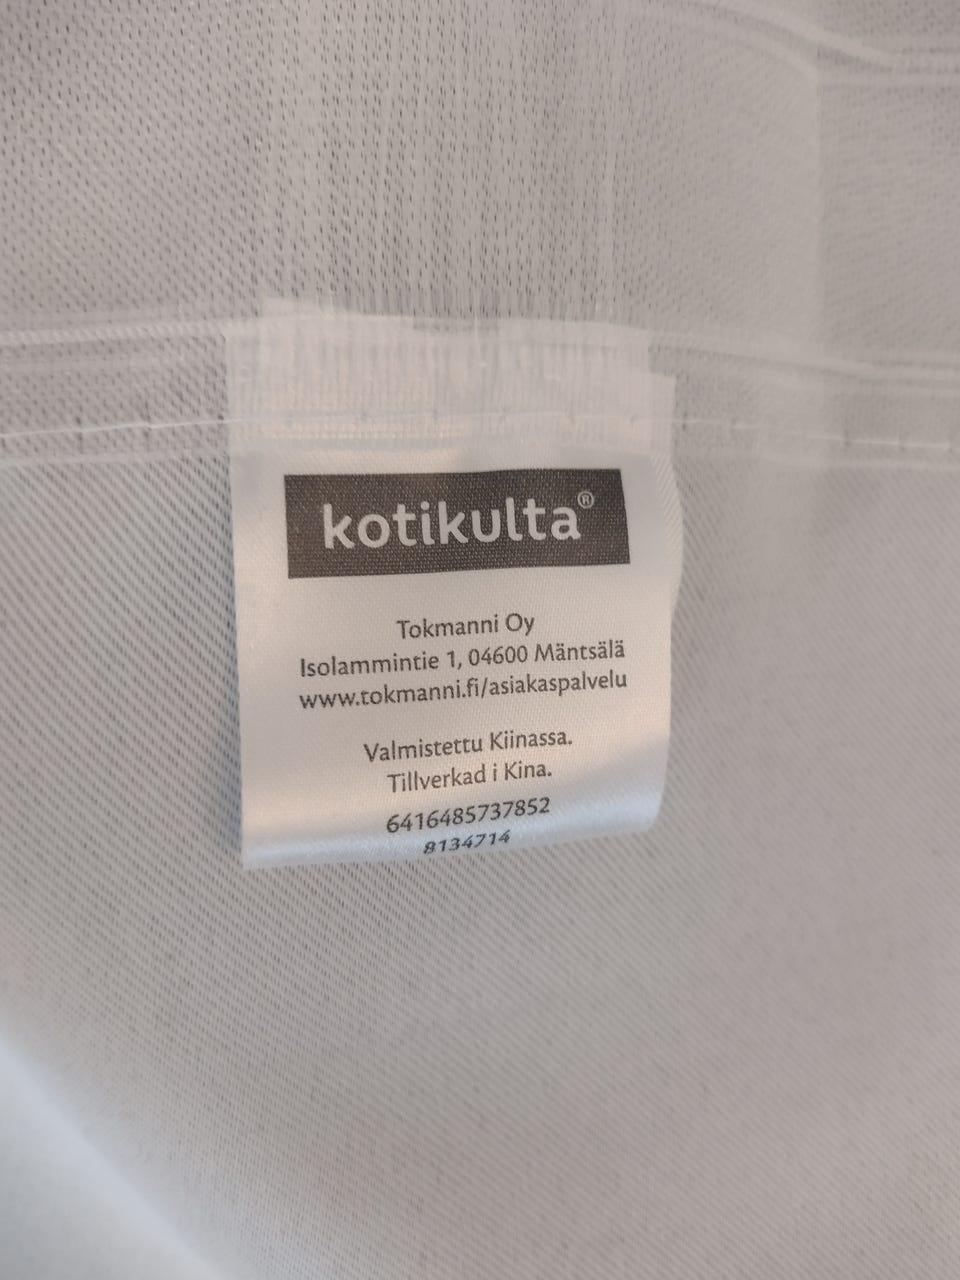 kotikulta®
Tokmanni Oy
Isolammintie 1, 04600 Mäntsälä
www.tokmanni.fi/asiakaspalvelu
Valmistettu Kiinassa.
Tillverkad i Kina.
6416485737852
8134714